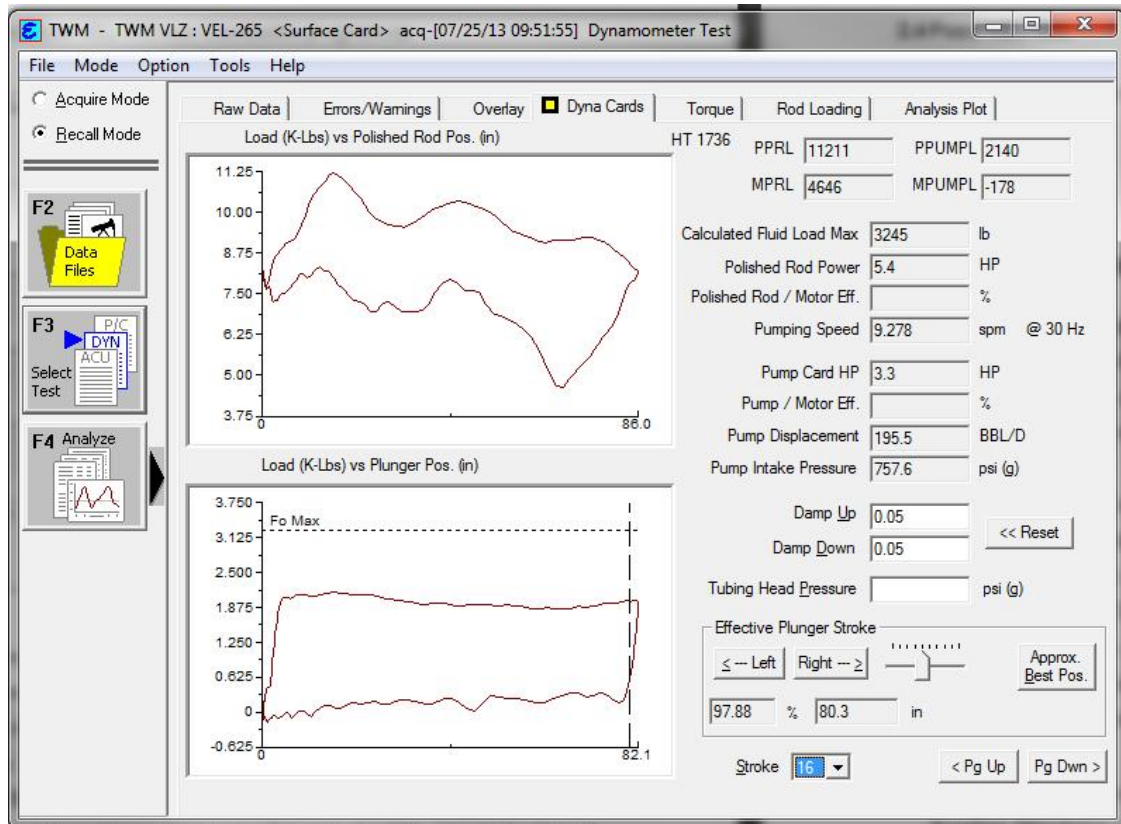 TWM - TWM VLZ : VEL-265 <Surface Card> acq-[07/25/13 09:51:55] Dynamometer Test
File Mode Option Tools Help
Acquire Mode
Recall Mode
F2
Data
Files
F3
P/C
DYN
ACU
Select
Test
F4 Analyze
Raw Data
Errors/Warnings
Overlay
Dyna Cards
Torque
Rod Loading
Analysis Plot
Load (K-Lbs) vs Polished Rod Pos. (in)
HT 1736
11.25
10.00
8.75
7.50
6.25
5.00
3.75
0 86.0
Load (K-Lbs) vs Plunger Pos. (in)
3.750
Fo Max
3.125
2.500
1.875
1.250
0.625
0
-0.625
0 82.1
PPRL 11211 PPUMPL 2140
MPRL 4646 MPUMPL -178
Calculated Fluid Load Max 3245 lb
Polished Rod Power 5.4 HP
Polished Rod / Motor Eff. %
Pumping Speed 9.278 spm @ 30 Hz
Pump Card HP 3.3 HP
Pump / Motor Eff. %
Pump Displacement 195.5 BBL/D
Pump Intake Pressure 757.6 psi (g)
Damp Up 0.05
Damp Down 0.05
<< Reset
Tubing Head Pressure psi (g)
Effective Plunger Stroke
< --- Left Right --- >
Approx.
Best Pos.
97.88 % 80.3 in
Stroke 16
< Pg Up Pg Dwn >